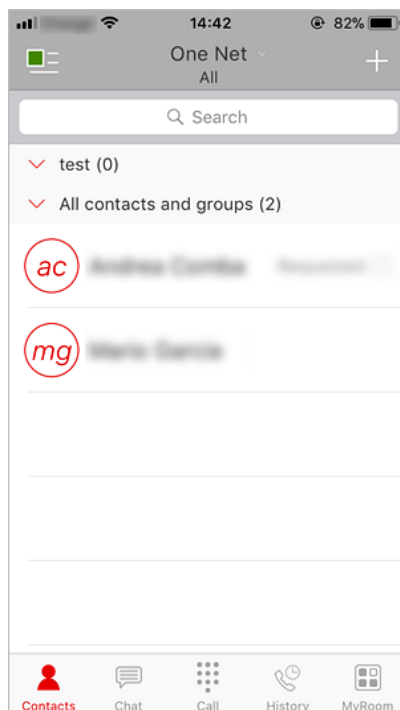 14:42
82%
One Net
All
Search
test (0)
All contacts and groups (2)
ac
mg
Contacts
Chat
Call
History
MyRoom